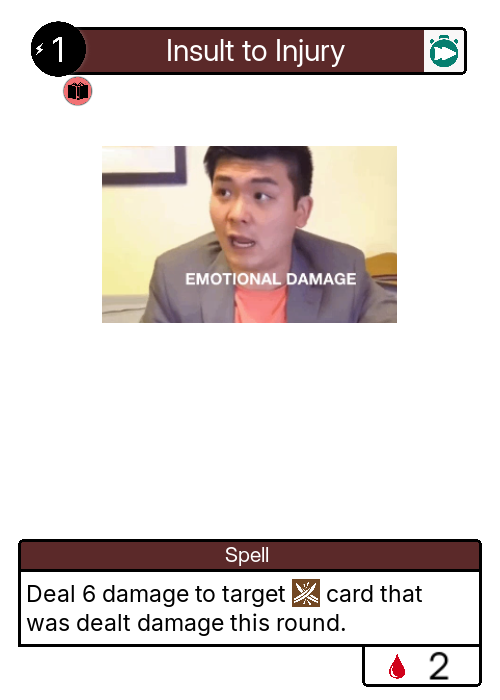 1
Insult to Injury
EMOTIONAL DAMAGE
Spell
Deal 6 damage to target card that
was dealt damage this round.
2